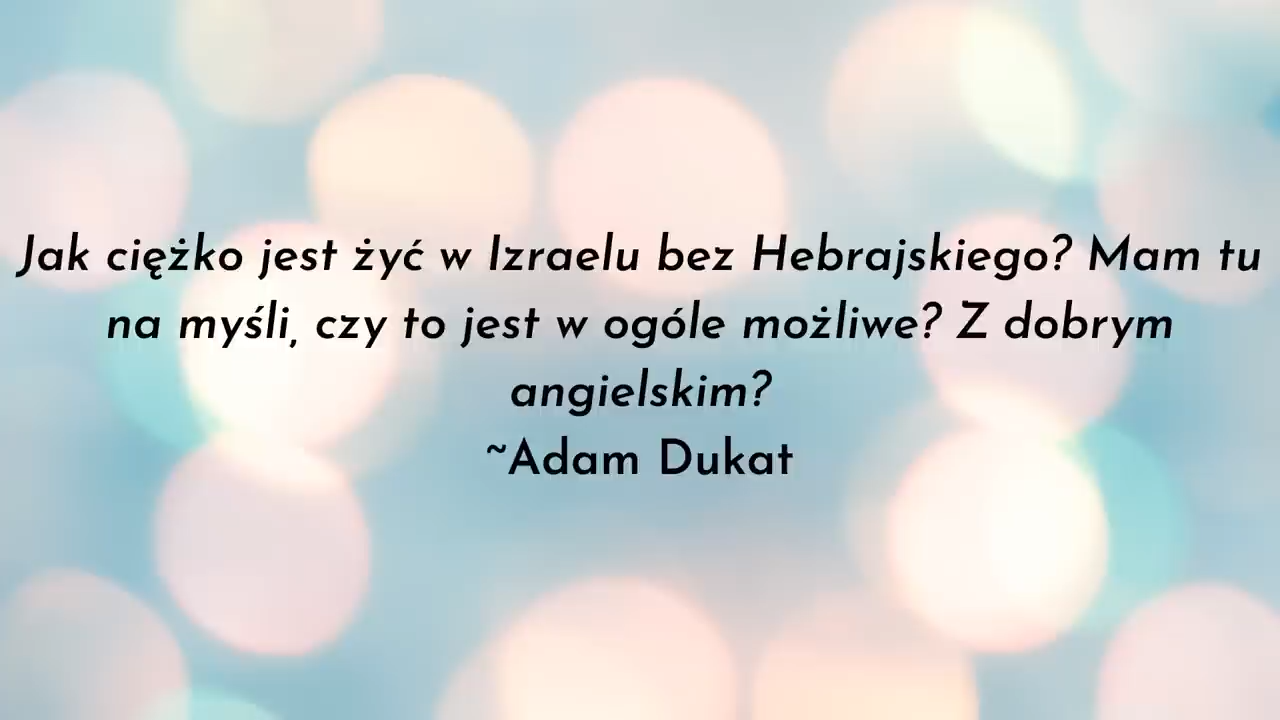 Jak ciężko jest żyć w Izraelu bez Hebrajskiego? Mam tu
na myśli, czy to jest w ogóle możliwe? Z dobrym
angielskim?
~Adam Dukat